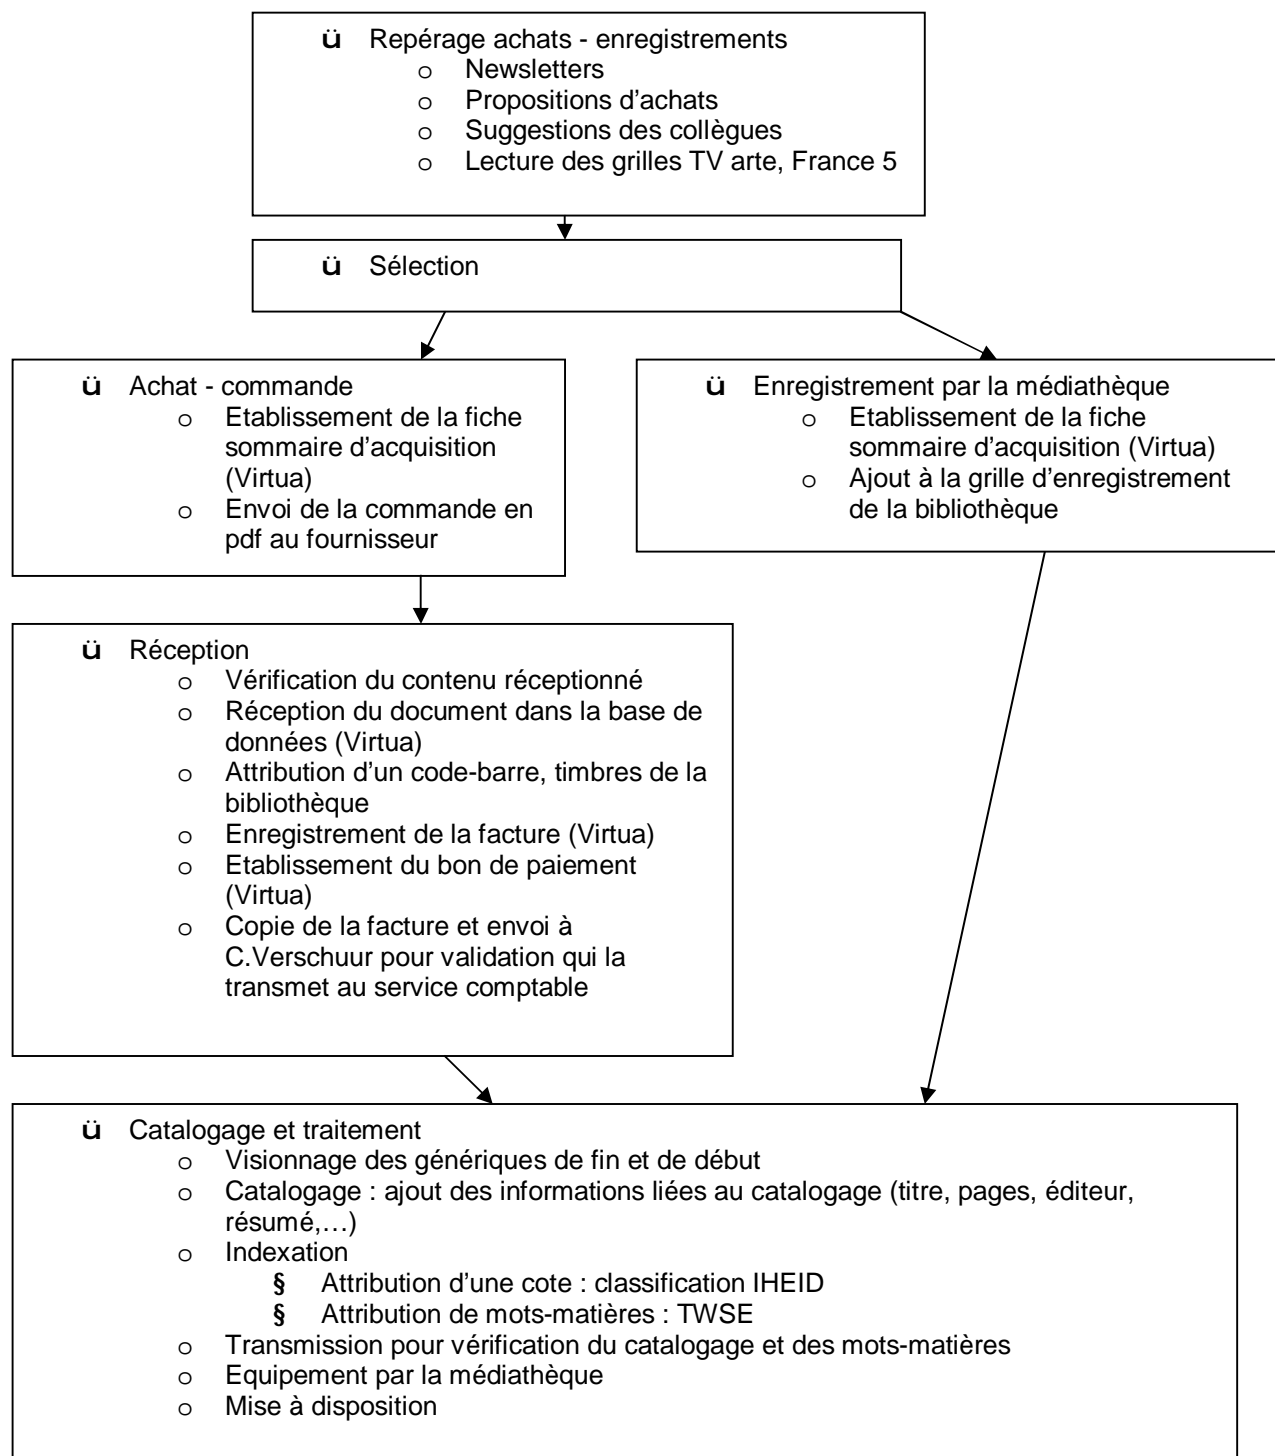 ü Repérage achats - enregistrements
o Newsletters
o Propositions d’achats
o Suggestions des collègues
o Lecture des grilles TV arte, France 5
ü Sélection
ü Achat - commande
o Etablissement de la fiche
sommaire d’acquisition
(Virtua)
o Envoi de la commande en
pdf au fournisseur
ü Enregistrement par la médiathèque
o Etablissement de la fiche
sommaire d’acquisition (Virtua)
o Ajout à la grille d’enregistrement
de la bibliothèque
ü Réception
o Vérification du contenu réceptionné
o Réception du document dans la base de
données (Virtua)
o Attribution d’un code-barre, timbres de la
bibliothèque
o Enregistrement de la facture (Virtua)
o Etablissement du bon de paiement
(Virtua)
o Copie de la facture et envoi à
C.Verschuur pour validation qui la
transmet au service comptable
ü Catalogage et traitement
o Visionnage des génériques de fin et de début
o Catalogage : ajout des informations liées au catalogage (titre, pages, éditeur,
résumé,…)
o Indexation
§ Attribution d’une cote : classification IHEID
§ Attribution de mots-matières : TWSE
o Transmission pour vérification du catalogage et des mots-matières
o Equipement par la médiathèque
o Mise à disposition